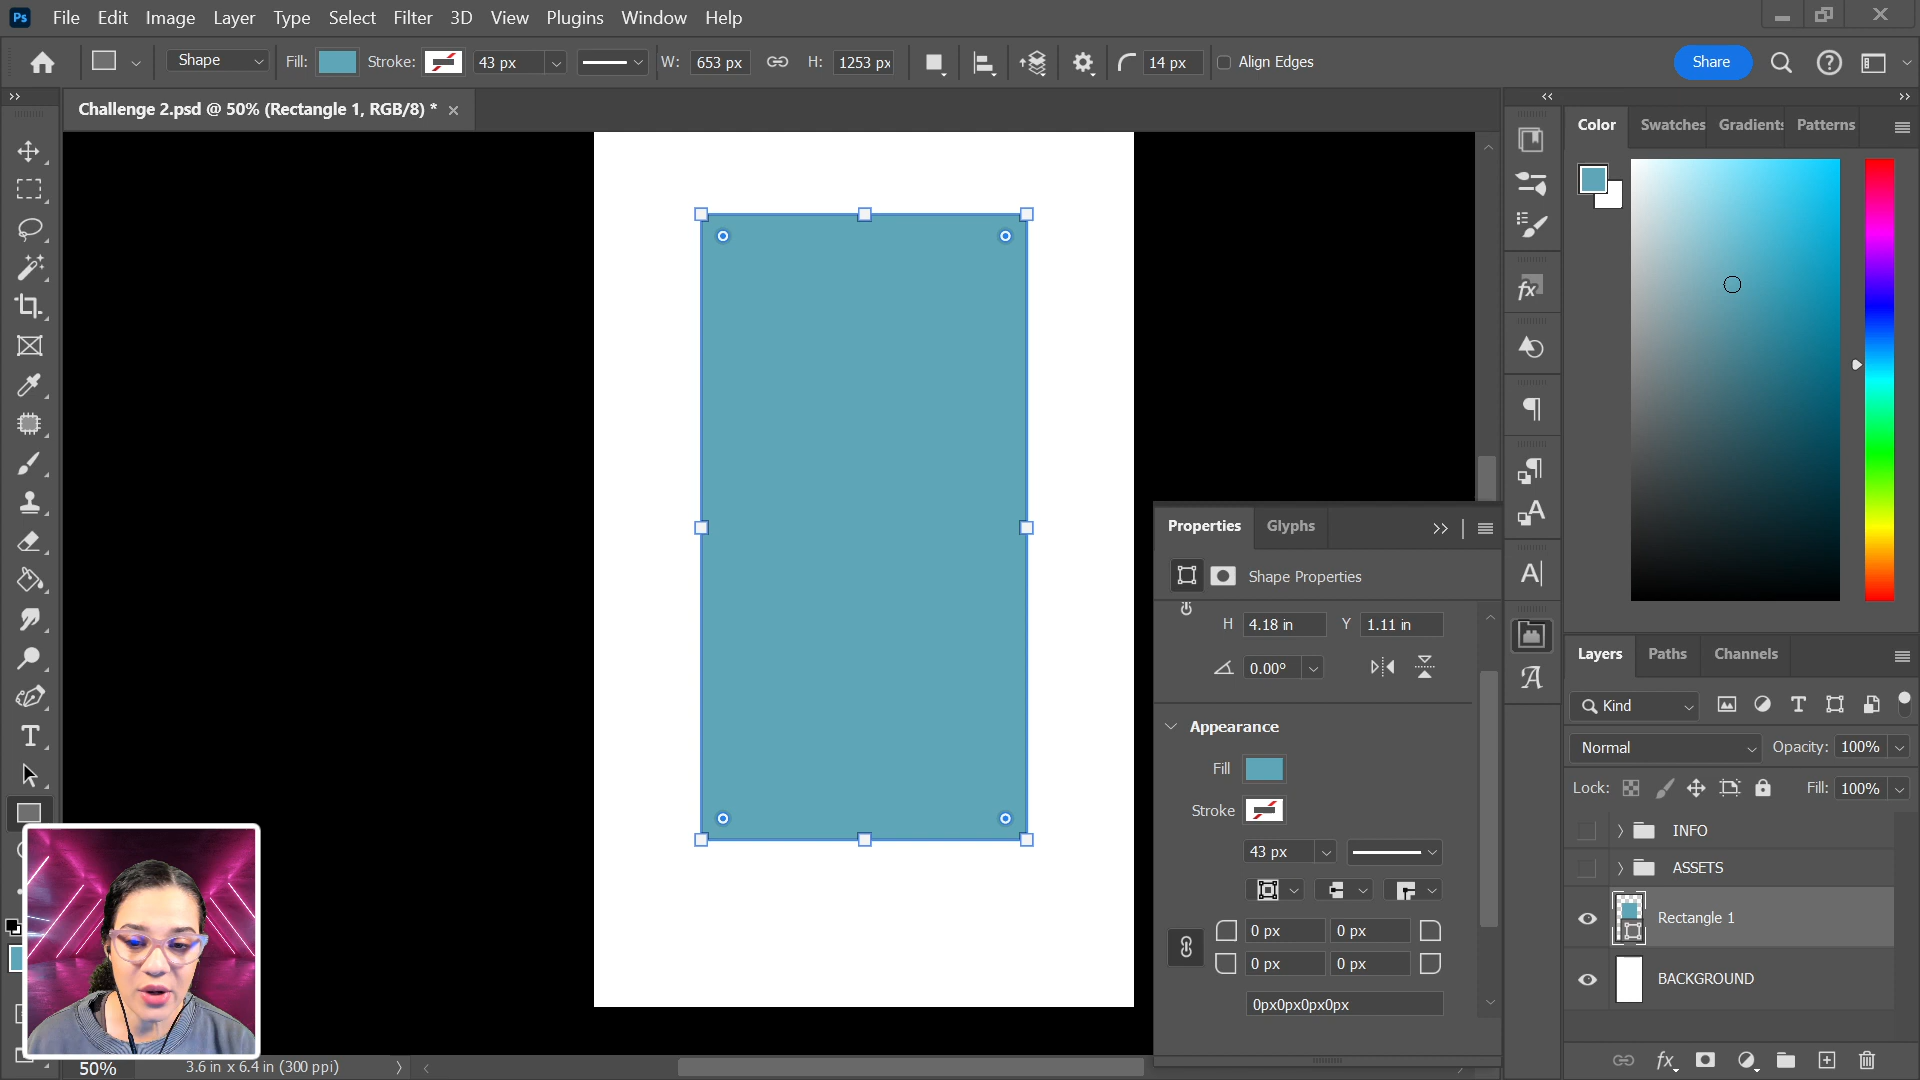 Ps File Edit Image Layer Type Select Filter 3D View Plugins Window Help
Shape Fill: Stroke: 43 px W: 653 px H: 1253 px 14 px Align Edges Share
Challenge 2.psd @ 50% (Rectangle 1, RGB/8) *
Color Swatches Gradients Patterns
Properties Glyphs
Shape Properties
H 4.18 in Y 1.11 in
0.00°
Appearance
Fill
Stroke
43 px
0 px 0 px
0 px 0 px
0px0px0px0px
Layers Paths Channels
Kind
Normal Opacity: 100%
Lock: Fill: 100%
INFO
ASSETS
Rectangle 1
BACKGROUND
50% 3.6 in x 6.4 in (300 ppi)